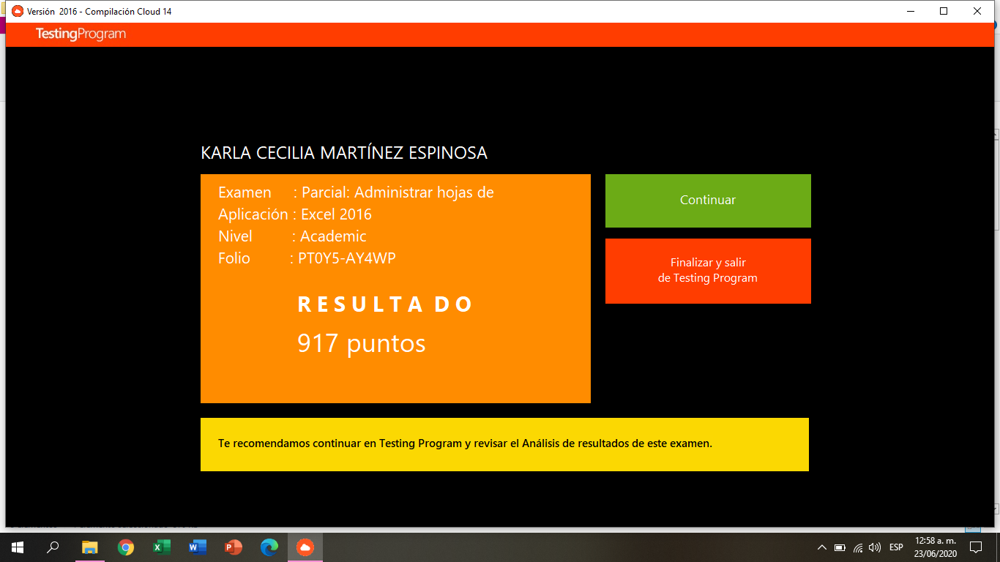 Versión 2016 - Compilación Cloud 14
TestingProgram
KARLA CECILIA MARTÍNEZ ESPINOSA
Examen : Parcial: Administrar hojas de
Aplicación : Excel 2016
Nivel : Academic
Folio : PT0Y5-AY4WP
RESULTADO
917 puntos
Continuar
Finalizar y salir
de Testing Program
Te recomendamos continuar en Testing Program y revisar el Análisis de resultados de este examen.
ESP
12:58 a. m.
23/06/2020